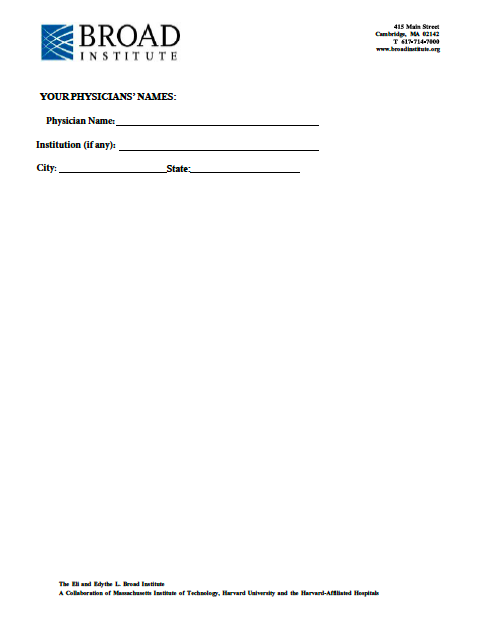 BROAD
INSTITUTE
415 Main Street
Cambridge, MA 02142
T 617-714-7000
www.broadinstitute.org
YOUR PHYSICIANS’ NAMES:
Physician Name:
Institution (if any):
City: State:
The Eli and Edythe L. Broad Institute
A Collaboration of Massachusetts Institute of Technology, Harvard University and the Harvard-Affiliated Hospitals